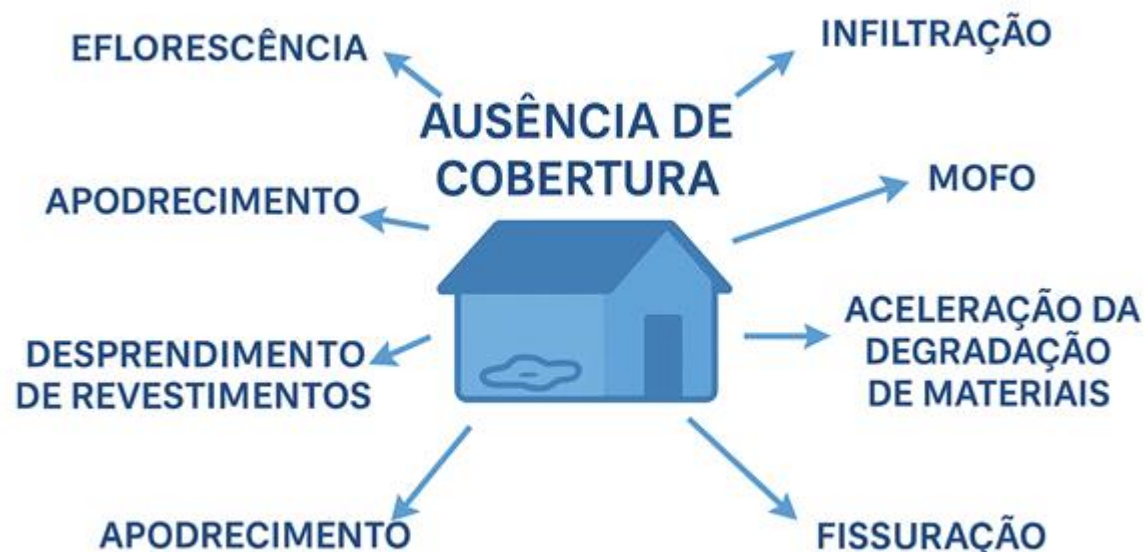 EFLORESCÊNCIA
INFILTRAÇÃO
AUSÊNCIA DE
COBERTURA
APODRECIMENTO
MOFO
DESPRENDIMENTO
DE REVESTIMENTOS
ACELERAÇÃO DA
DEGRADAÇÃO
DE MATERIAIS
APODRECIMENTO
FISSURAÇÃO